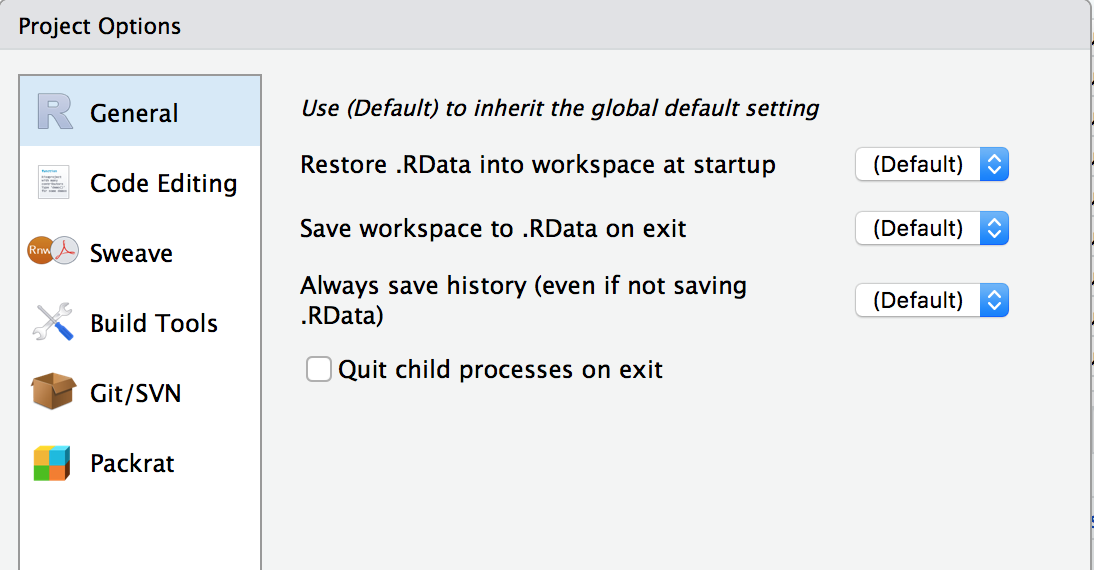 Project Options
General
Code Editing
Rnw
Sweave
Build Tools
Git/SVN
Packrat
Use (Default) to inherit the global default setting
Restore .RData into workspace at startup (Default)
Save workspace to .RData on exit (Default)
Always save history (even if not saving
.RData) (Default)
Quit child processes on exit